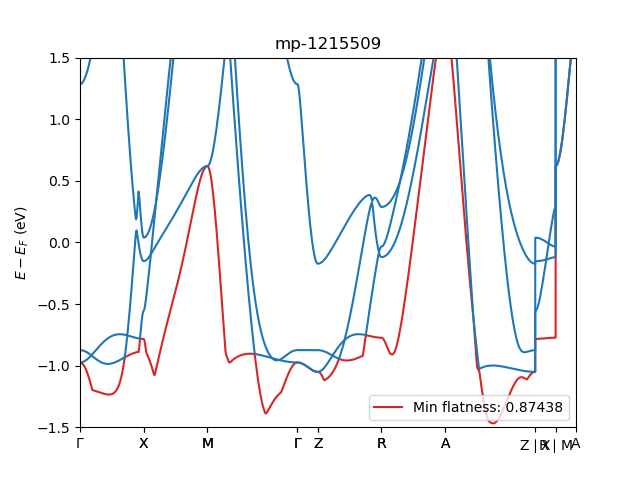 mp-1215509
1.5
1.0
0.5
0.0
−0.5
−1.0
−1.5
E − E_F (eV)
Min flatness: 0.87438
Γ X M Γ Z R A Z | X | M A